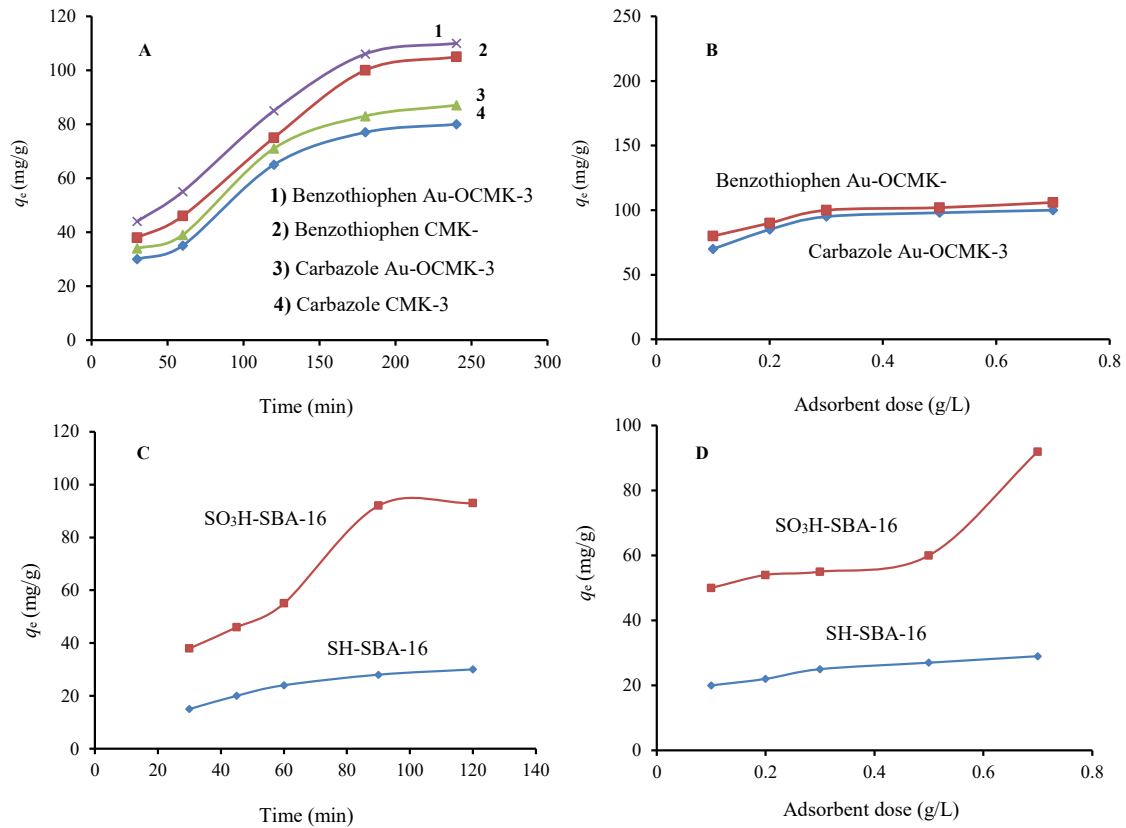 A
120
100
80
60
40
20
0
qe (mg/g)
0 50 100 150 200 250 300
Time (min)
1
2
3
4
1) Benzothiophen Au-OCMK-3
2) Benzothiophen CMK-
3) Carbazole Au-OCMK-3
4) Carbazole CMK-3
B
250
200
150
100
50
0
qe (mg/g)
Benzothiophen Au-OCMK-
Carbazole Au-OCMK-3
0 0.2 0.4 0.6 0.8
Adsorbent dose (g/L)
C
120
100
80
60
40
20
0
qe (mg/g)
SO₃H-SBA-16
SH-SBA-16
0 20 40 60 80 100 120 140
Time (min)
D
100
80
60
40
20
0
qe (mg/g)
SO₃H-SBA-16
SH-SBA-16
0 0.2 0.4 0.6 0.8
Adsorbent dose (g/L)